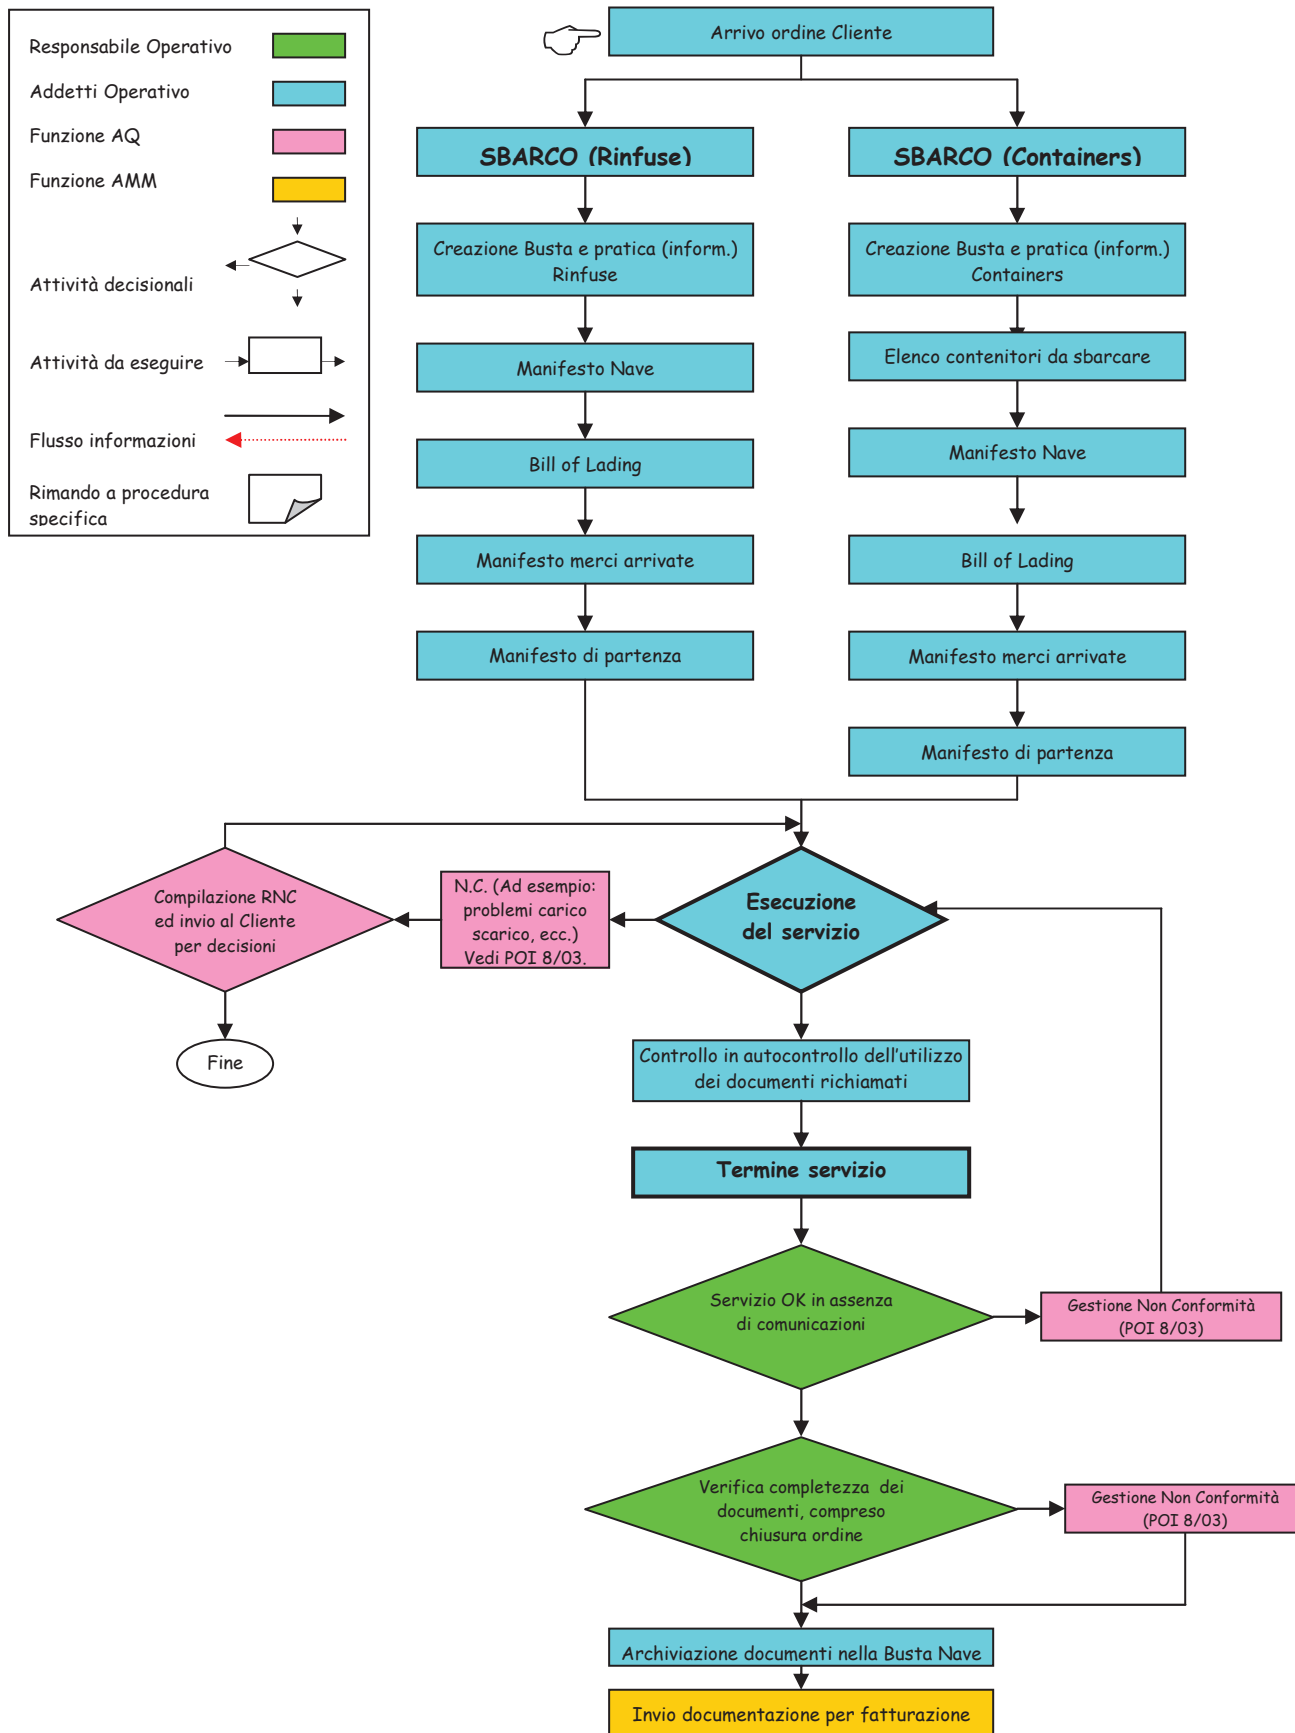 Responsabile Operativo
Addetti Operativo
Funzione AQ
Funzione AMM
Attività decisionali
Attività da eseguire
Flusso informazioni
Rimando a procedura
specifica
Arrivo ordine Cliente
SBARCO (Rinfuse)
SBARCO (Containers)
Creazione Busta e pratica (inform.)
Rinfuse
Creazione Busta e pratica (inform.)
Containers
Manifesto Nave
Elenco contenitori da sbarcare
Bill of Lading
Manifesto Nave
Manifesto merci arrivate
Bill of Lading
Manifesto di partenza
Manifesto merci arrivate
Manifesto di partenza
Compilazione RNC
ed invio al Cliente
per decisioni
N.C. (Ad esempio:
problemi carico
scarico, ecc.)
Vedi POI 8/03.
Esecuzione
del servizio
Fine
Controllo in autocontrollo dell'utilizzo
dei documenti richiamati
Termine servizio
Servizio OK in assenza
di comunicazioni
Gestione Non Conformità
(POI 8/03)
Verifica completezza dei
documenti, compreso
chiusura ordine
Gestione Non Conformità
(POI 8/03)
Archiviazione documenti nella Busta Nave
Invio documentazione per fatturazione